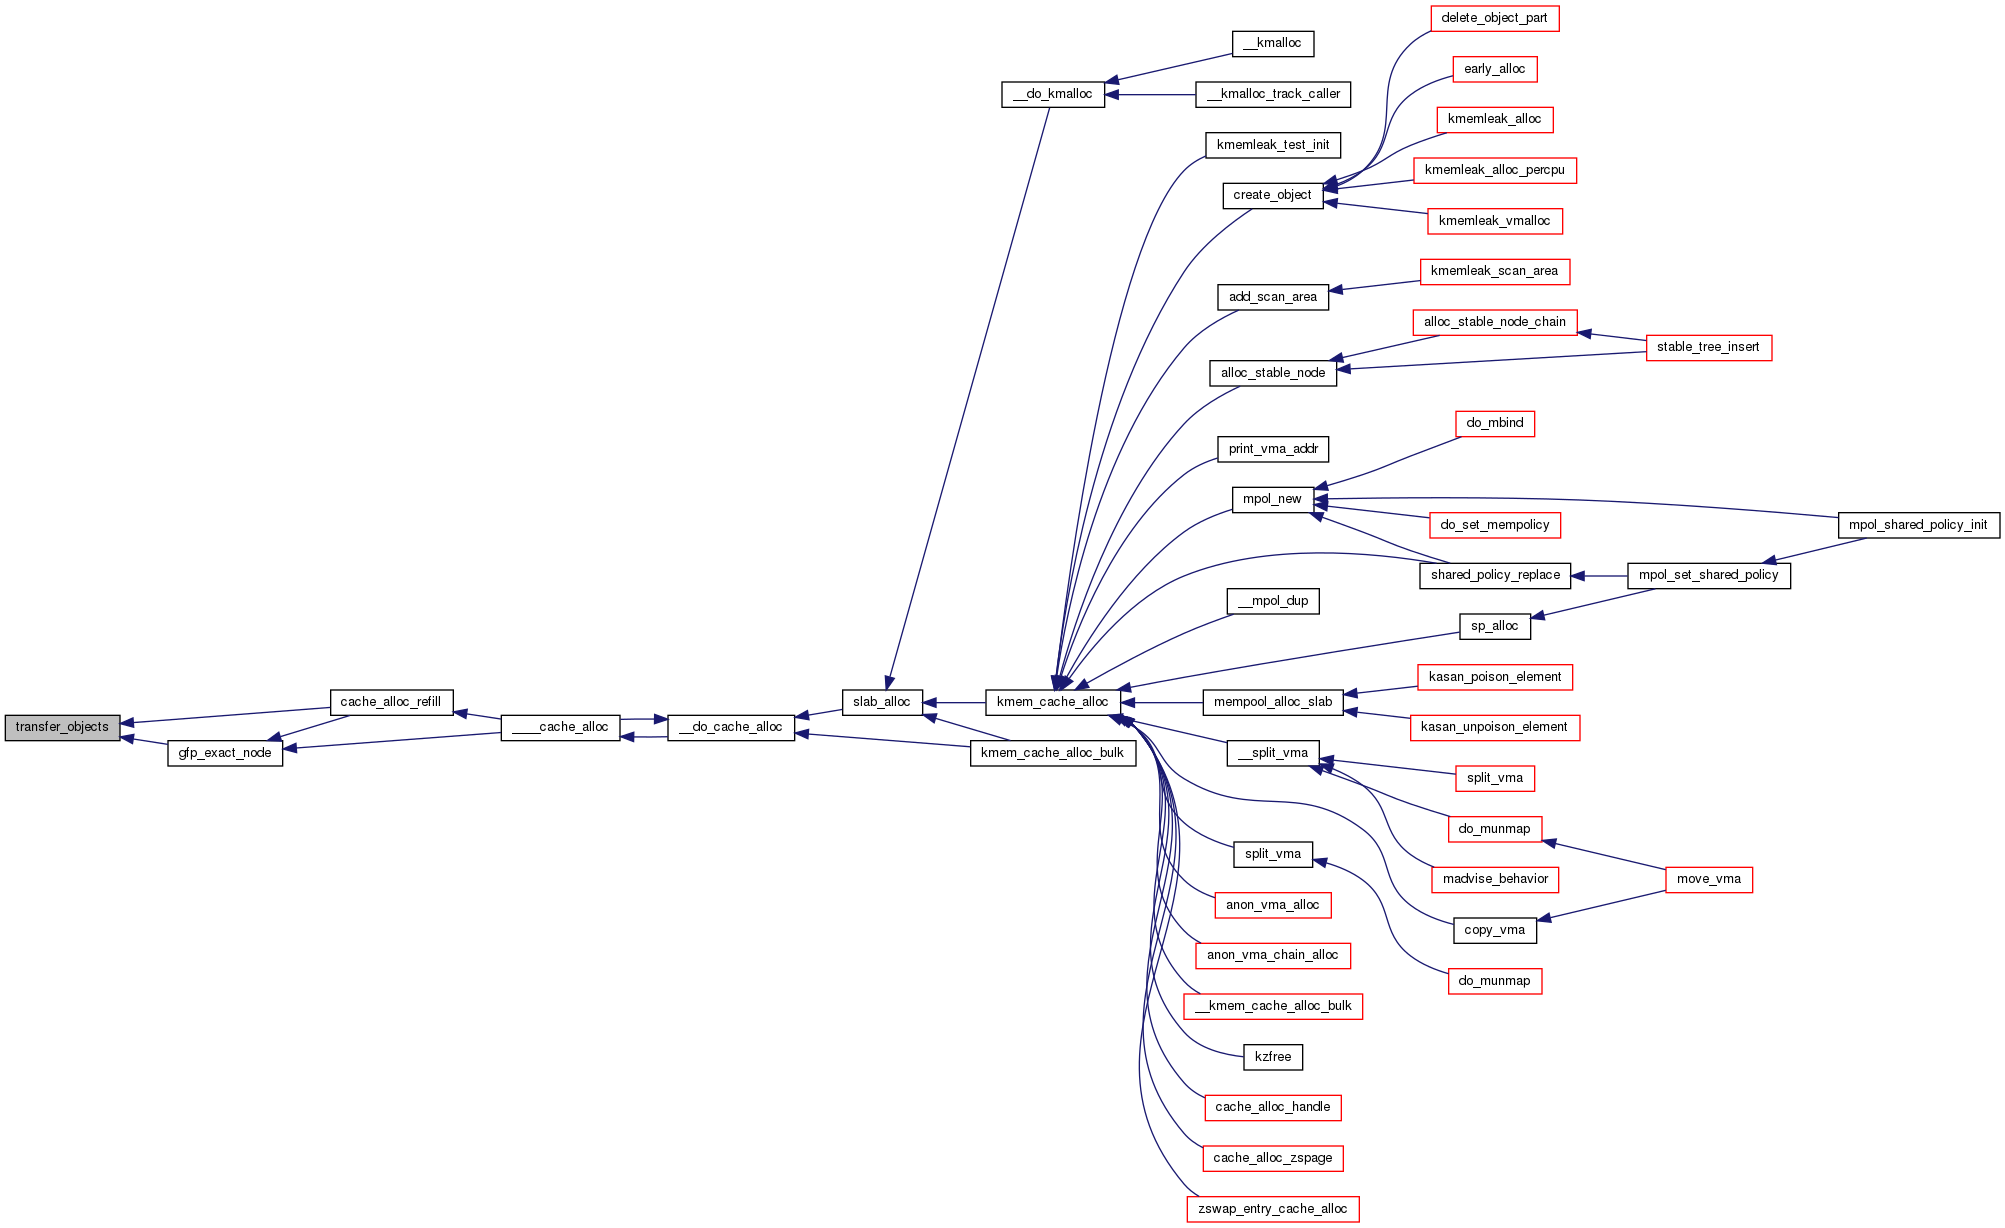 delete_object_part
__kmalloc
early_alloc
__do_kmalloc
__kmalloc_track_caller
kmemleak_alloc
kmemleak_test_init
kmemleak_alloc_percpu
create_object
kmemleak_vmalloc
kmemleak_scan_area
add_scan_area
alloc_stable_node_chain
stable_tree_insert
alloc_stable_node
do_mbind
print_vma_addr
mpol_new
do_set_mempolicy
mpol_shared_policy_init
shared_policy_replace
mpol_set_shared_policy
__mpol_dup
sp_alloc
kasan_poison_element
cache_alloc_refill
slab_alloc
kmem_cache_alloc
mempool_alloc_slab
transfer_objects
____cache_alloc
__do_cache_alloc
kasan_unpoison_element
gfp_exact_node
kmem_cache_alloc_bulk
__split_vma
split_vma
do_munmap
split_vma
madvise_behavior
move_vma
anon_vma_alloc
copy_vma
anon_vma_chain_alloc
do_munmap
__kmem_cache_alloc_bulk
kzfree
cache_alloc_handle
cache_alloc_zspage
zswap_entry_cache_alloc